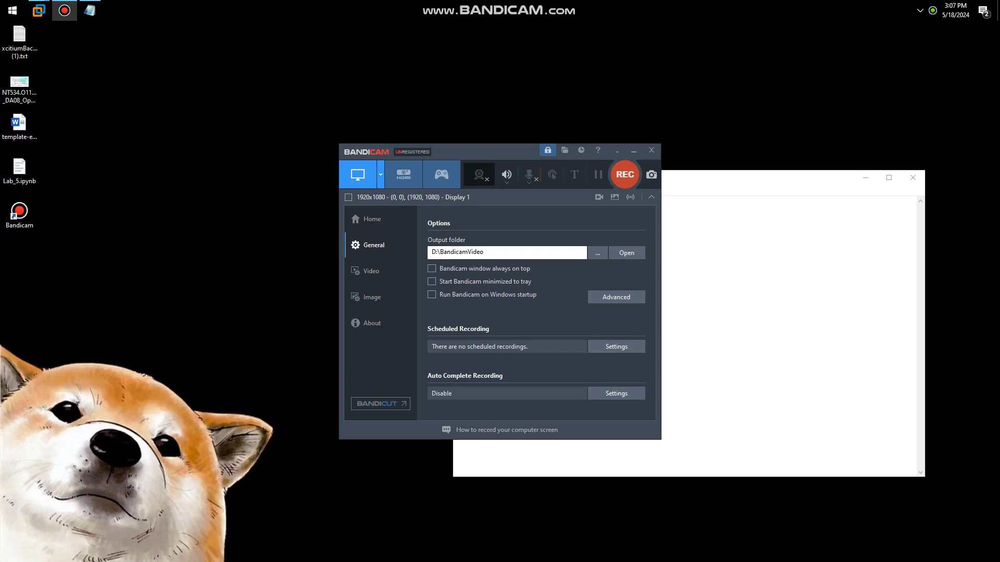 www.BANDICAM.com
3:07 PM
5/18/2024
2
xcitiumBac...
(1).txt
NT534.O11...
_DA08_Op...
W
template-e...
Lab_5.ipynb
Bandicam
BANDICAM UNREGISTERED
?
HDMI
T
REC
1920x1080 - (0, 0), (1920, 1080) - Display 1
Home
General
Video
Image
About
BANDICUT
Options
Output folder
D:\BandicamVideo
...
Open
Bandicam window always on top
Start Bandicam minimized to tray
Run Bandicam on Windows startup
Advanced
Scheduled Recording
There are no scheduled recordings.
Settings
Auto Complete Recording
Disable
Settings
How to record your computer screen